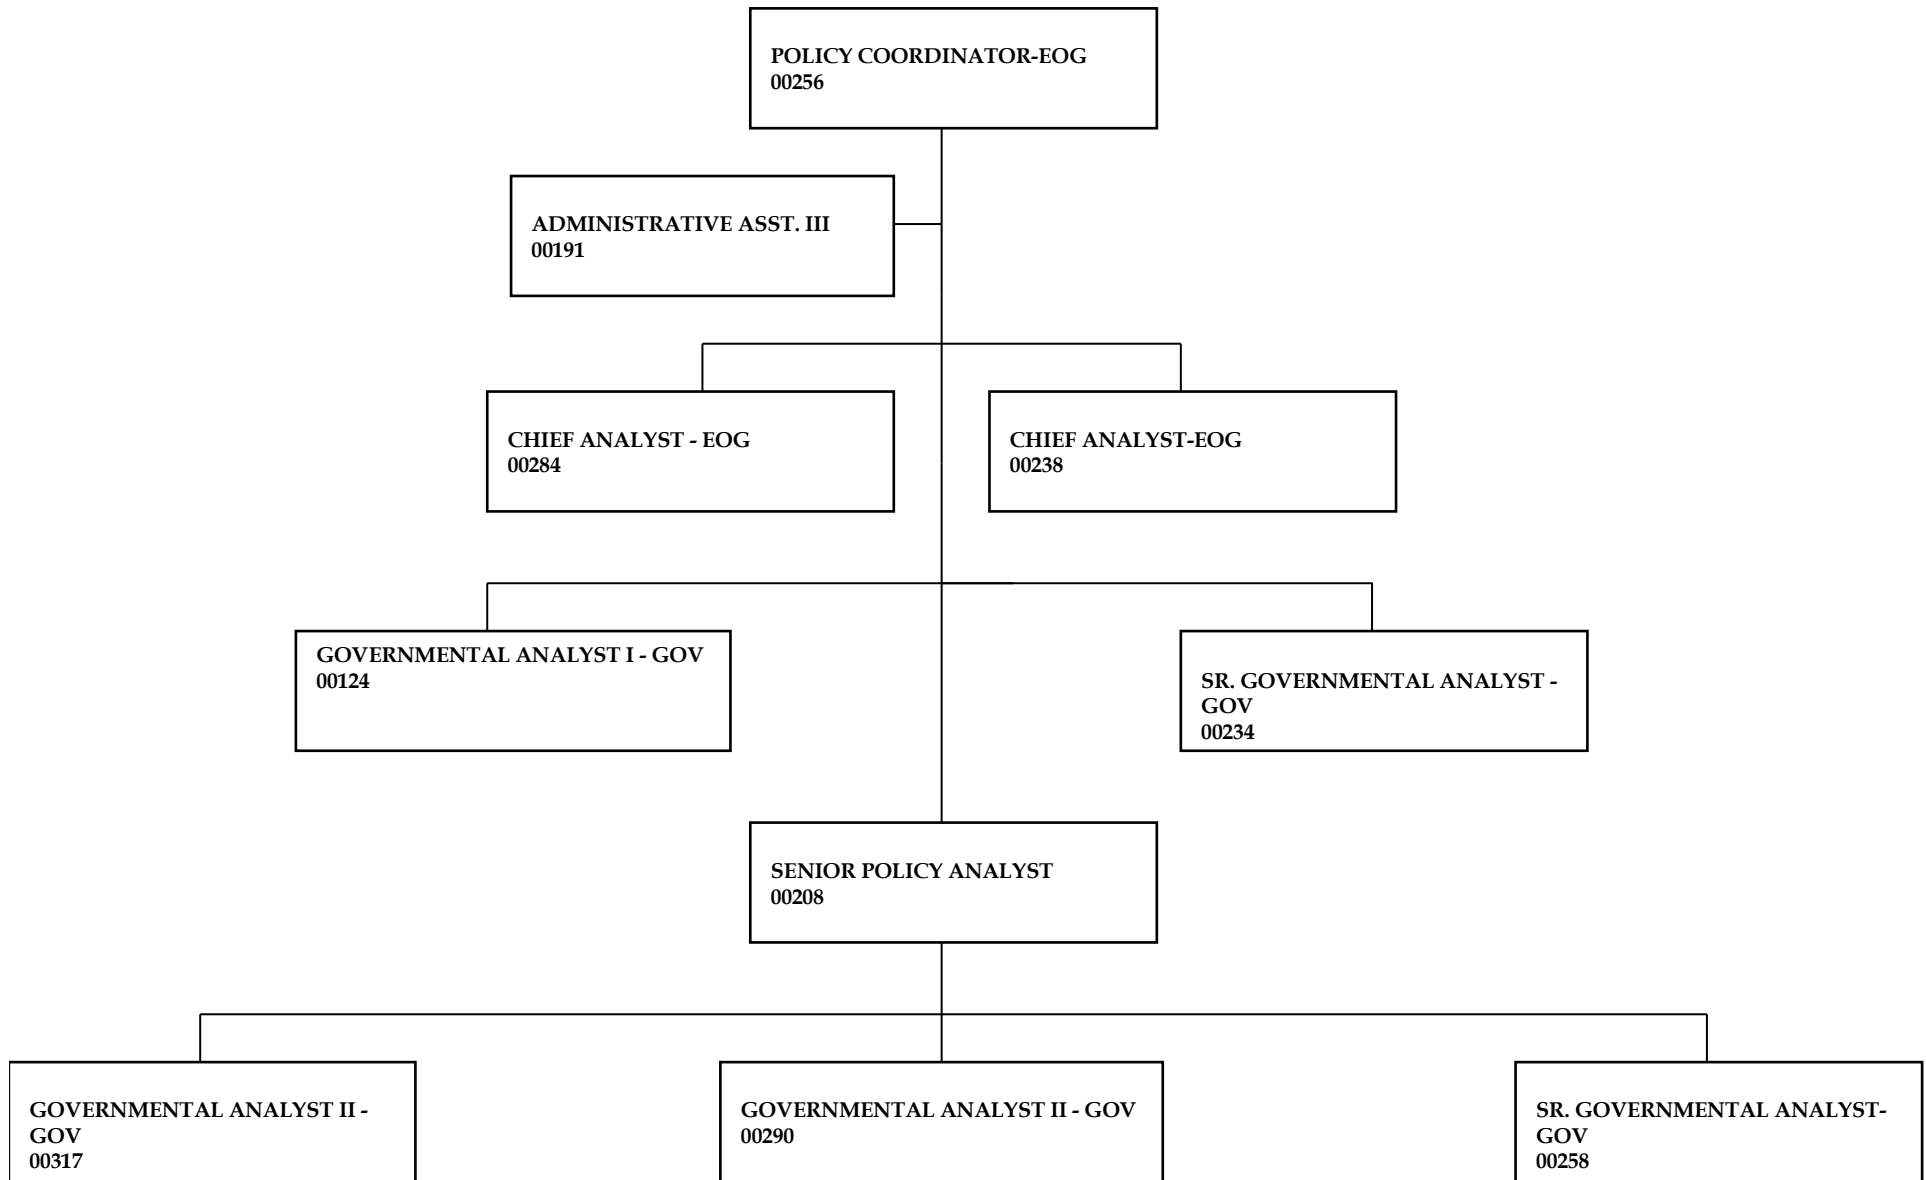 POLICY COORDINATOR-EOG
00256
ADMINISTRATIVE ASST. III
00191
CHIEF ANALYST - EOG
00284
CHIEF ANALYST-EOG
00238
GOVERNMENTAL ANALYST I - GOV
00124
SR. GOVERNMENTAL ANALYST -
GOV
00234
SENIOR POLICY ANALYST
00208
GOVERNMENTAL ANALYST II -
GOV
00317
GOVERNMENTAL ANALYST II - GOV
00290
SR. GOVERNMENTAL ANALYST-
GOV
00258